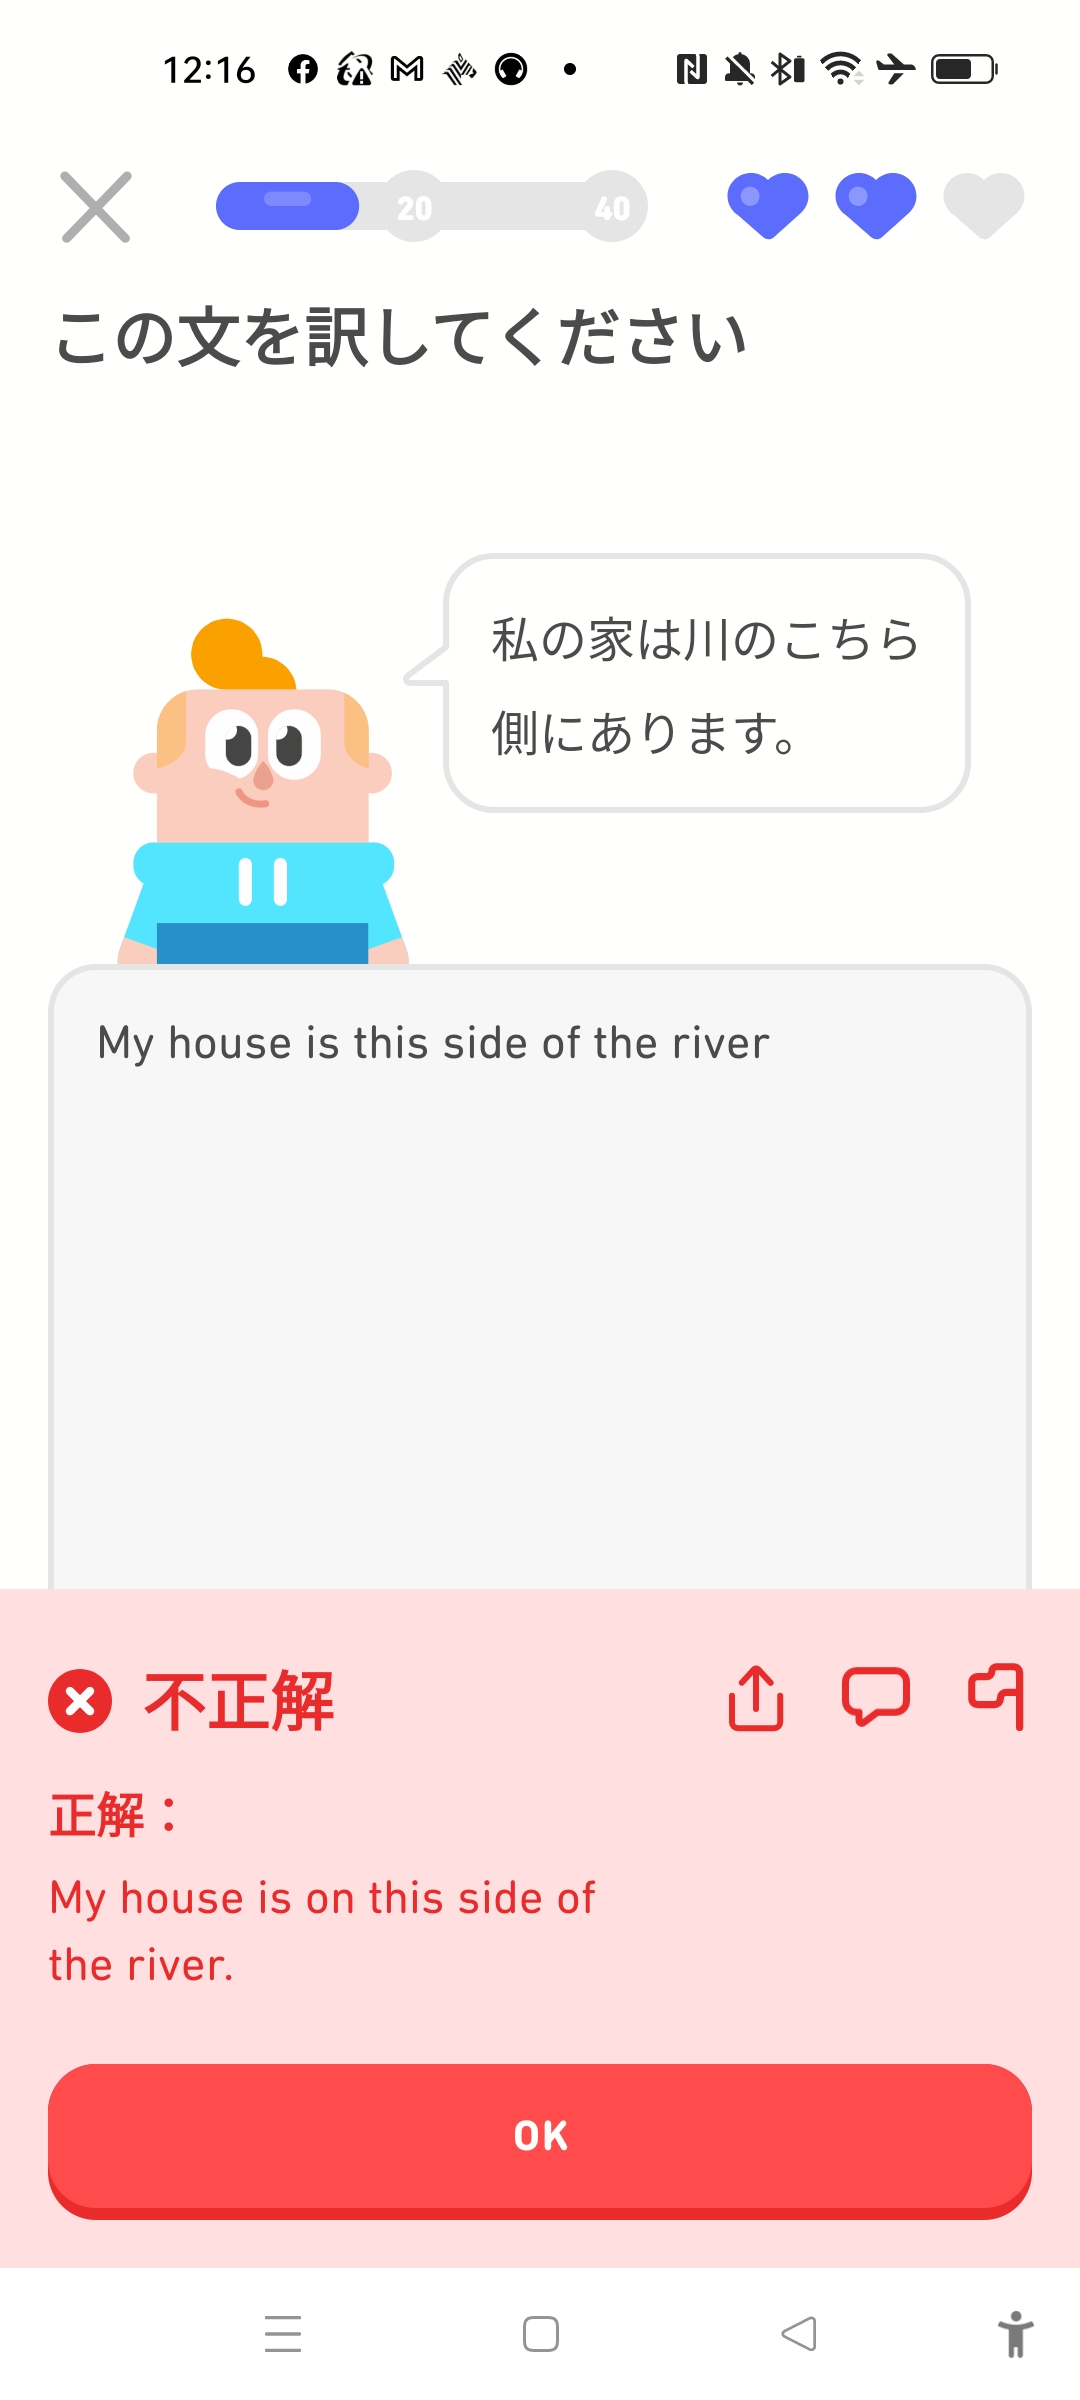 12:16
20 40
この文を訳してください
私の家は川のこちら
側にあります。
My house is this side of the river
不正解
正解：
My house is on this side of
the river.
OK